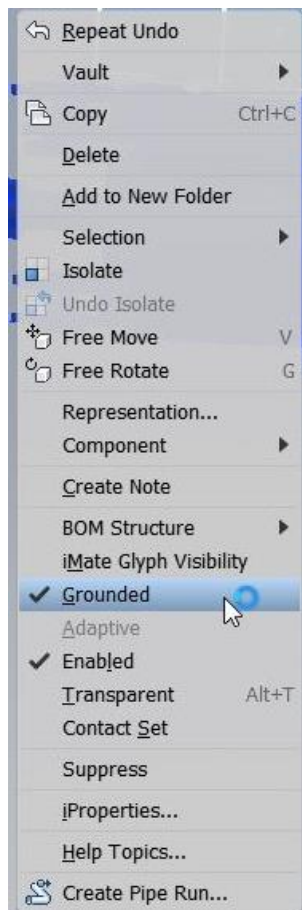 Repeat Undo
Vault
Copy Ctrl+C
Delete
Add to New Folder
Selection
Isolate
Undo Isolate
Free Move V
Free Rotate G
Representation...
Component
Create Note
BOM Structure
iMate Glyph Visibility
Grounded
Adaptive
Enabled
Transparent Alt+T
Contact Set
Suppress
iProperties...
Help Topics...
Create Pipe Run...